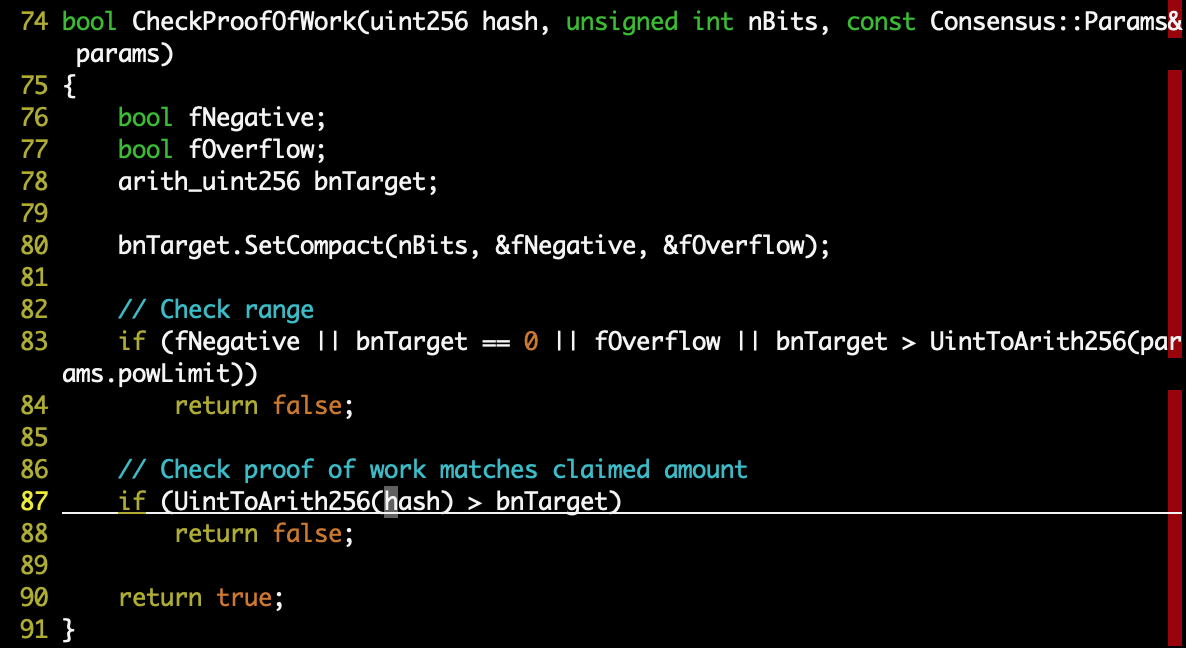 74 bool CheckProofOfWork(uint256 hash, unsigned int nBits, const Consensus::Params&
 params)
75 {
76     bool fNegative;
77     bool fOverflow;
78     arith_uint256 bnTarget;
79
80     bnTarget.SetCompact(nBits, &fNegative, &fOverflow);
81
82     // Check range
83     if (fNegative || bnTarget == 0 || fOverflow || bnTarget > UintToArith256(par
ams.powLimit))
84         return false;
85
86     // Check proof of work matches claimed amount
87     if (UintToArith256(hash) > bnTarget)
88         return false;
89
90     return true;
91 }